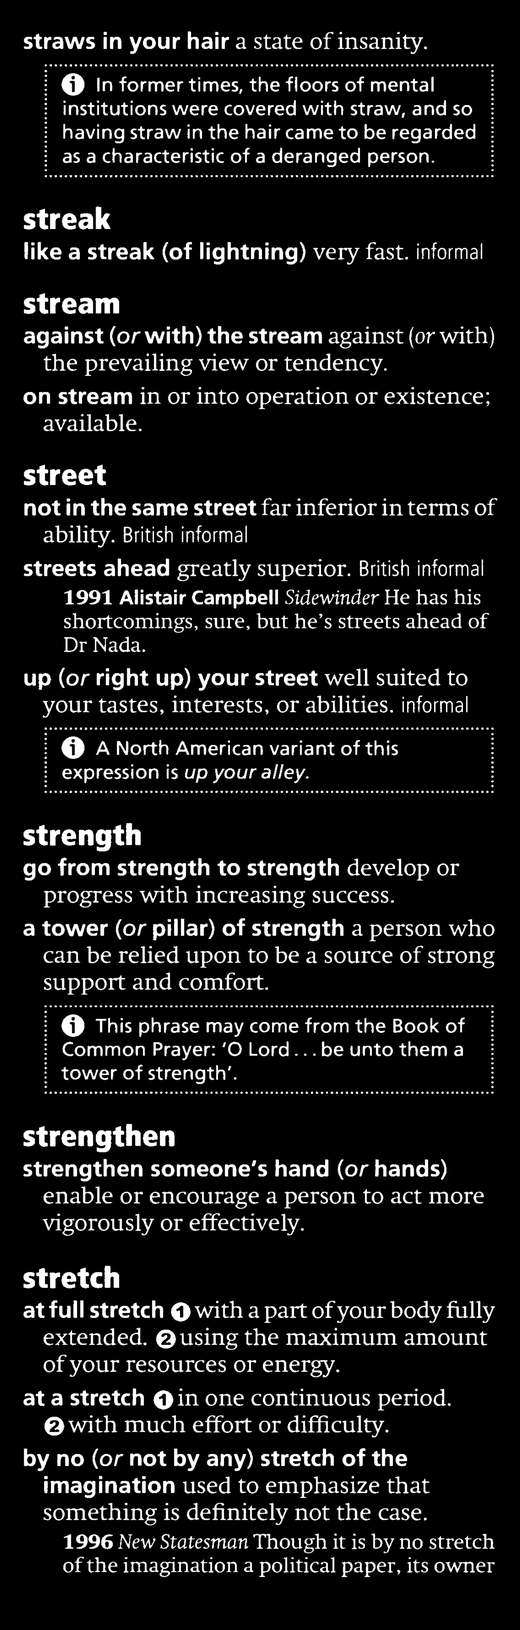 straws in your hair a state of insanity.
ℹ In former times, the floors of mental
institutions were covered with straw, and so
having straw in the hair came to be regarded
as a characteristic of a deranged person.
streak
like a streak (of lightning) very fast. informal
stream
against (or with) the stream against (or with)
the prevailing view or tendency.
on stream in or into operation or existence;
available.
street
not in the same street far inferior in terms of
ability. British informal
streets ahead greatly superior. British informal
1991 Alistair Campbell Sidewinder He has his
shortcomings, sure, but he's streets ahead of
Dr Nada.
up (or right up) your street well suited to
your tastes, interests, or abilities. informal
ℹ A North American variant of this
expression is up your alley.
strength
go from strength to strength develop or
progress with increasing success.
a tower (or pillar) of strength a person who
can be relied upon to be a source of strong
support and comfort.
ℹ This phrase may come from the Book of
Common Prayer: 'O Lord ... be unto them a
tower of strength'.
strengthen
strengthen someone's hand (or hands)
enable or encourage a person to act more
vigorously or effectively.
stretch
at full stretch ❶ with a part of your body fully
extended. ❷ using the maximum amount
of your resources or energy.
at a stretch ❶ in one continuous period.
❷ with much effort or difficulty.
by no (or not by any) stretch of the
imagination used to emphasize that
something is definitely not the case.
1996 New Statesman Though it is by no stretch
of the imagination a political paper, its owner